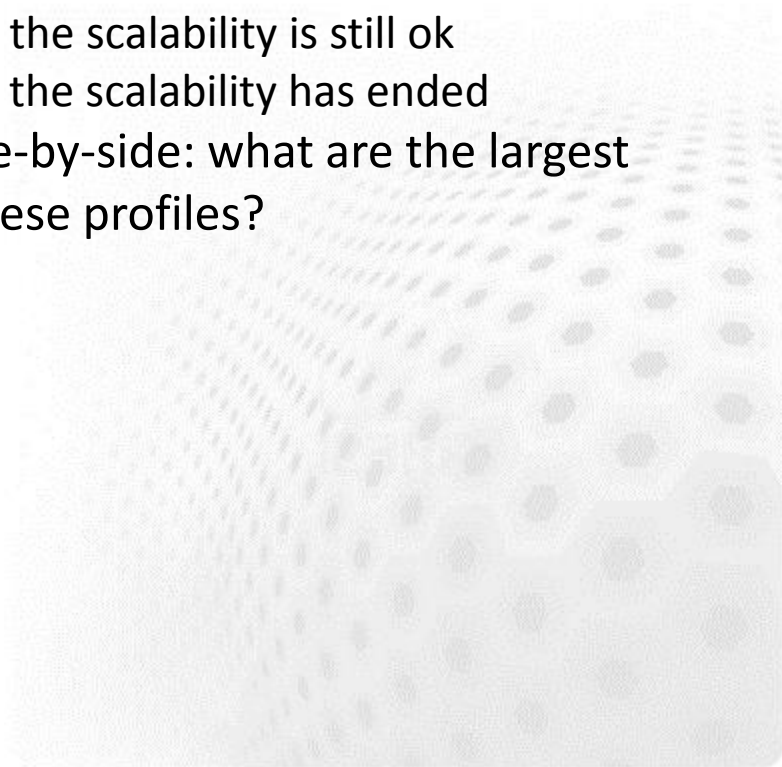 the scalability is still ok
the scalability has ended
e-by-side: what are the largest
ese profiles?